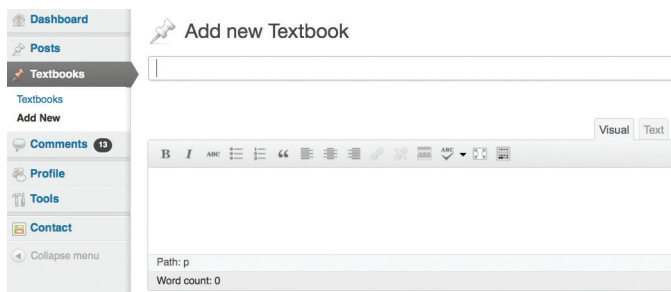 Dashboard
Posts
Textbooks
Textbooks
Add New
Comments 13
Profile
Tools
Contact
Collapse menu
Add new Textbook
Visual Text
B I ABC ABC
Path: p
Word count: 0